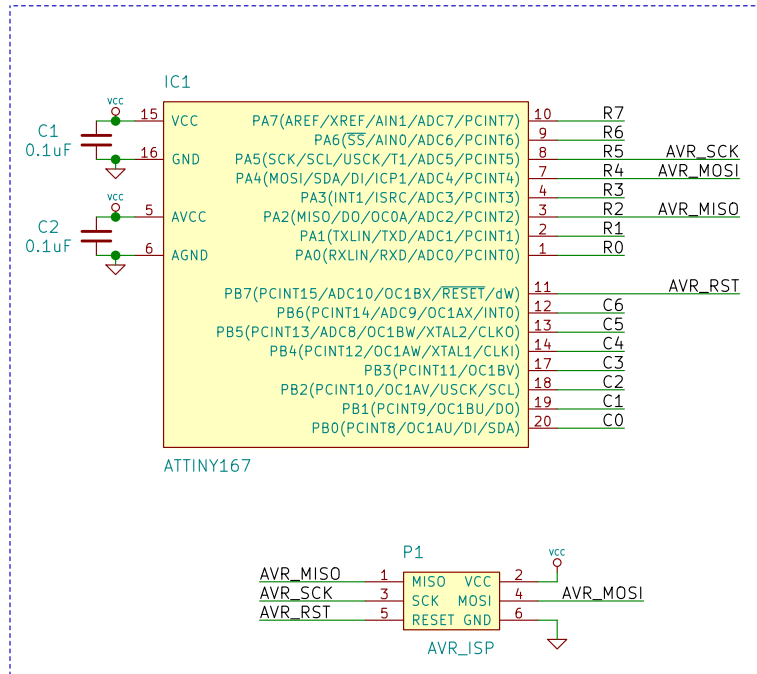 IC1
VCC
15 VCC PA7(AREF/XREF/AIN1/ADC7/PCINT7) 10 R7
C1
0.1uF
PA6(SS/AIN0/ADC6/PCINT6) 9 R6
16 GND PA5(SCK/SCL/USCK/T1/ADC5/PCINT5) 8 R5 AVR_SCK
PA4(MOSI/SDA/DI/ICP1/ADC4/PCINT4) 7 R4 AVR_MOSI
PA3(INT1/ISRC/ADC3/PCINT3) 4 R3
VCC
5 AVCC PA2(MISO/DO/OC0A/ADC2/PCINT2) 3 R2 AVR_MISO
C2
0.1uF
PA1(TXLIN/TXD/ADC1/PCINT1) 2 R1
6 AGND PA0(RXLIN/RXD/ADC0/PCINT0) 1 R0
PB7(PCINT15/ADC10/OC1BX/RESET/dW) 11 AVR_RST
PB6(PCINT14/ADC9/OC1AX/INT0) 12 C6
PB5(PCINT13/ADC8/OC1BW/XTAL2/CLKO) 13 C5
PB4(PCINT12/OC1AW/XTAL1/CLKI) 14 C4
PB3(PCINT11/OC1BV) 17 C3
PB2(PCINT10/OC1AV/USCK/SCL) 18 C2
PB1(PCINT9/OC1BU/DO) 19 C1
PB0(PCINT8/OC1AU/DI/SDA) 20 C0
ATTINY167
P1
VCC
AVR_MISO 1 MISO VCC 2
AVR_SCK 3 SCK MOSI 4 AVR_MOSI
AVR_RST 5 RESET GND 6
AVR_ISP